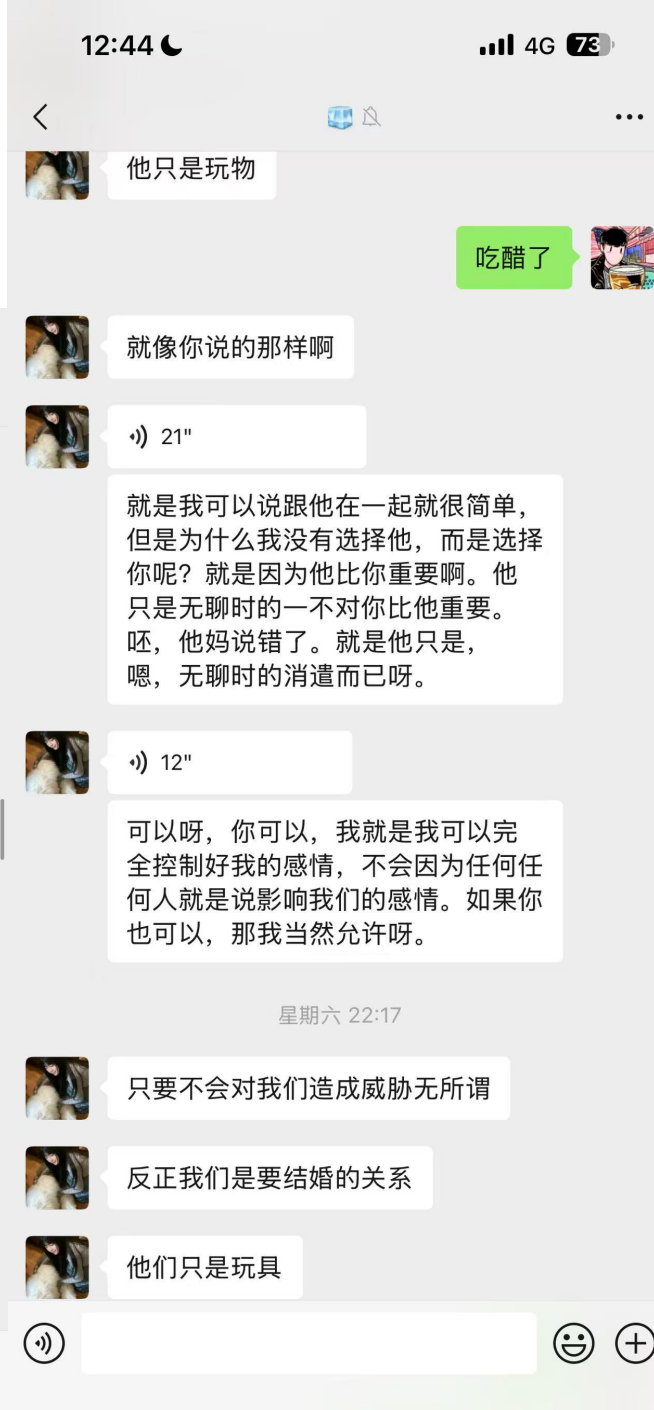 12:44
4G 73
他只是玩物
吃醋了
就像你说的那样啊
21"
就是我可以说跟他在一起就很简单，
但是为什么我没有选择他，而是选择
你呢？就是因为他比你重要啊。他
只是无聊时的一不对你比他重要。
呸，他妈说错了。就是他只是，
嗯，无聊时的消遣而已呀。
12"
可以呀，你可以，我就是我可以完
全控制好我的感情，不会因为任何任
何人就是说影响我们的感情。如果你
也可以，那我当然允许呀。
星期六 22:17
只要不会对我们造成威胁无所谓
反正我们是要结婚的关系
他们只是玩具